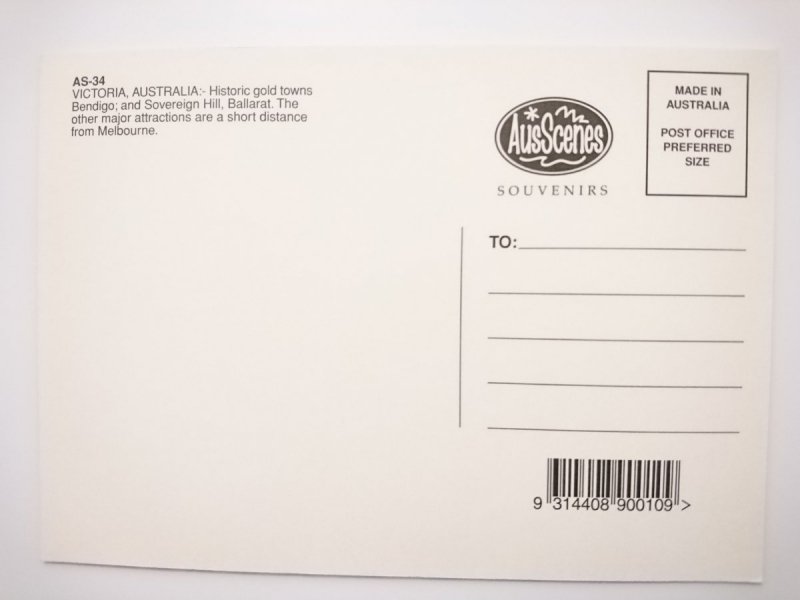 AS-34
VICTORIA, AUSTRALIA:- Historic gold towns
Bendigo; and Sovereign Hill, Ballarat. The
other major attractions are a short distance
from Melbourne.
AusScenes
SOUVENIRS
MADE IN
AUSTRALIA
POST OFFICE
PREFERRED
SIZE
TO:
9 314408 900109 >